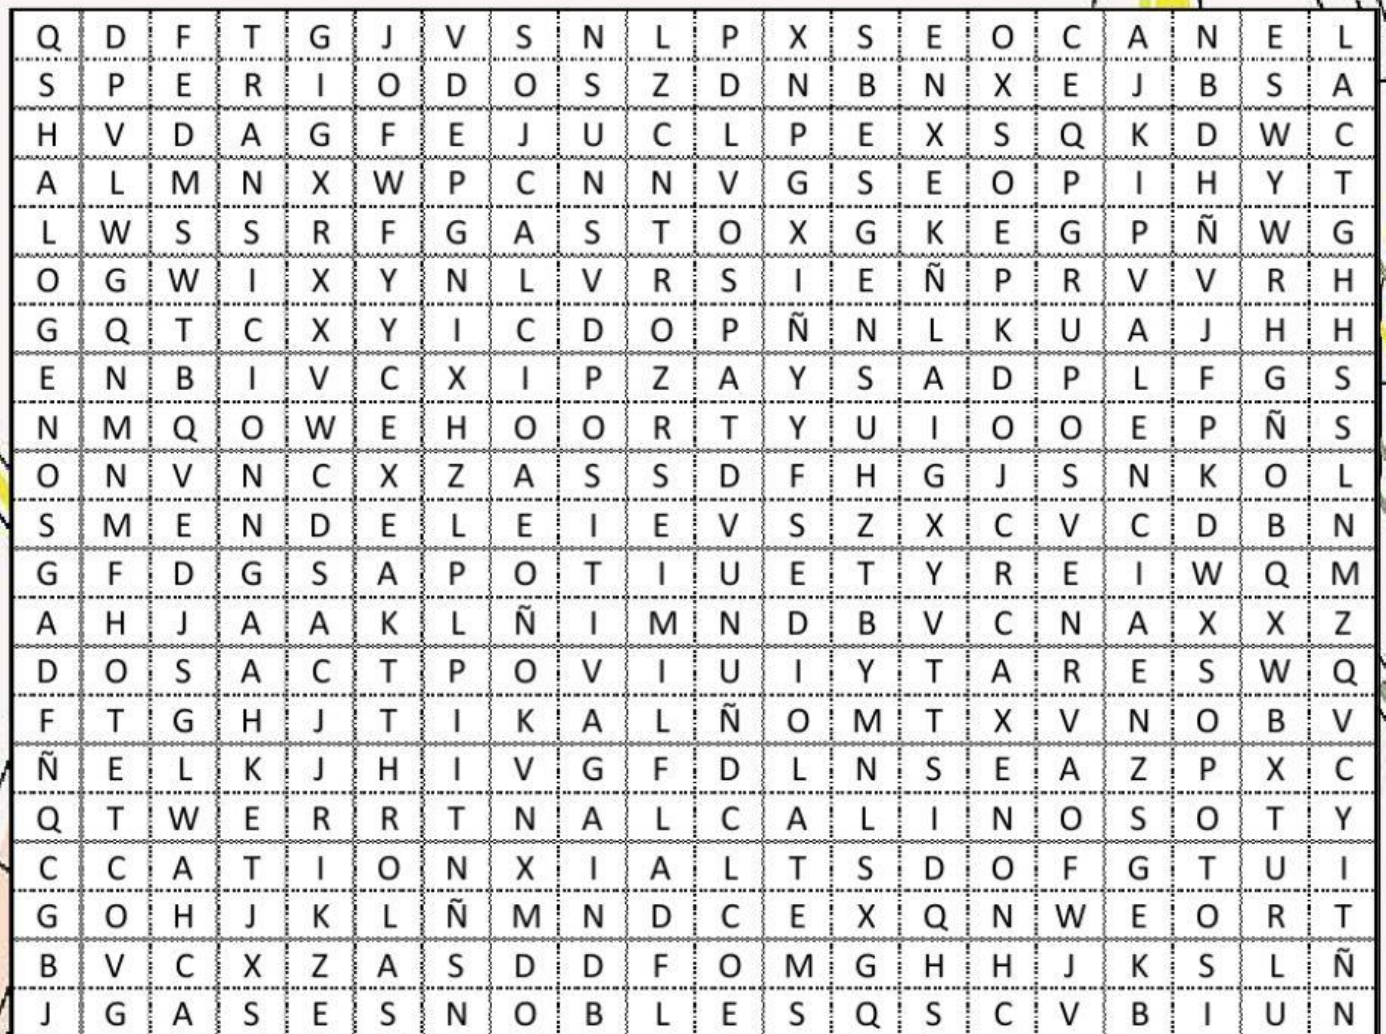 Q D F T G J V S N L P X S E O C A N E L
S P E R I O D O S Z D N B N X E J B S A
H V D A G F E J U C L P E X S Q K D W C
A L M N X W P C N N V G S E O P I H Y T
L W S S R F G A S T O X G K E G P Ñ W G
O G W I X Y N L V R S I E Ñ P R V V R H
G Q T C X Y I C D O P Ñ N L K U A J H H
E N B I V C X I P Z A Y S A D P L F G S
N M Q O W E H O O R T Y U I O O E P Ñ S
O N V N C X Z A S S D F H G J S N K O L
S M E N D E L E I E V S Z X C V C D B N
G F D G S A P O T I U E T Y R E I W Q M
A H J A A K L Ñ I M N D B V C N A X X Z
D O S A C T P O V I U I Y T A R E S W Q
F T G H J T I K A L Ñ O M T X V N O B V
Ñ E L K J H I V G F D L N S E A Z P X C
Q T W E R R T N A L C A L I N O S O T Y
C C A T I O N X I A L T S D O F G T U I
G O H J K L Ñ M N D C E X Q N W E O R T
B V C X Z A S D D F O M G H H J K S L Ñ
J G A S E S N O B L E S Q S C V B I U N